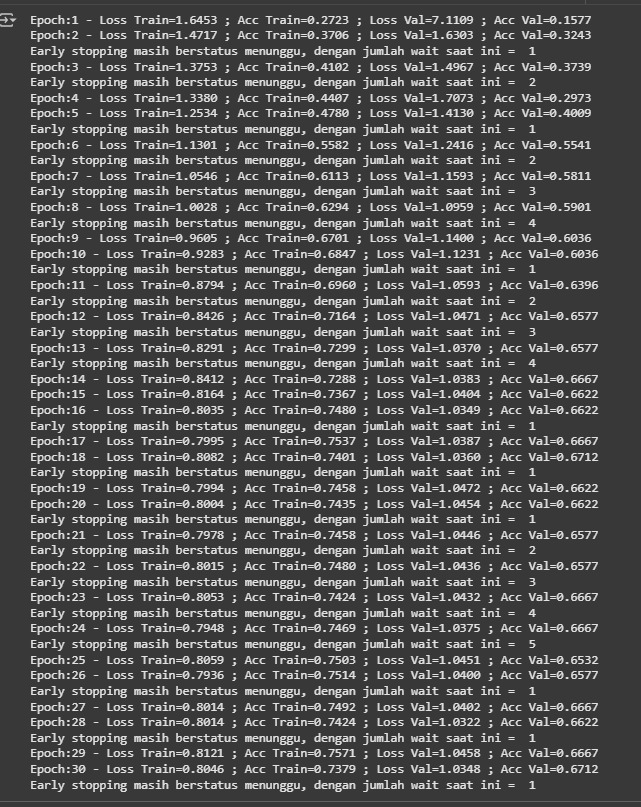 Epoch:1 - Loss Train=1.6453 ; Acc Train=0.2723 ; Loss Val=7.1109 ; Acc Val=0.1577
Epoch:2 - Loss Train=1.4717 ; Acc Train=0.3706 ; Loss Val=1.6303 ; Acc Val=0.3243
Early stopping masih berstatus menunggu, dengan jumlah wait saat ini =  1
Epoch:3 - Loss Train=1.3753 ; Acc Train=0.4102 ; Loss Val=1.4967 ; Acc Val=0.3739
Early stopping masih berstatus menunggu, dengan jumlah wait saat ini =  2
Epoch:4 - Loss Train=1.3380 ; Acc Train=0.4407 ; Loss Val=1.7073 ; Acc Val=0.2973
Epoch:5 - Loss Train=1.2534 ; Acc Train=0.4780 ; Loss Val=1.4130 ; Acc Val=0.4009
Early stopping masih berstatus menunggu, dengan jumlah wait saat ini =  1
Epoch:6 - Loss Train=1.1301 ; Acc Train=0.5582 ; Loss Val=1.2416 ; Acc Val=0.5541
Early stopping masih berstatus menunggu, dengan jumlah wait saat ini =  2
Epoch:7 - Loss Train=1.0546 ; Acc Train=0.6113 ; Loss Val=1.1593 ; Acc Val=0.5811
Early stopping masih berstatus menunggu, dengan jumlah wait saat ini =  3
Epoch:8 - Loss Train=1.0028 ; Acc Train=0.6294 ; Loss Val=1.0959 ; Acc Val=0.5901
Early stopping masih berstatus menunggu, dengan jumlah wait saat ini =  4
Epoch:9 - Loss Train=0.9605 ; Acc Train=0.6701 ; Loss Val=1.1400 ; Acc Val=0.6036
Epoch:10 - Loss Train=0.9283 ; Acc Train=0.6847 ; Loss Val=1.1231 ; Acc Val=0.6036
Early stopping masih berstatus menunggu, dengan jumlah wait saat ini =  1
Epoch:11 - Loss Train=0.8794 ; Acc Train=0.6960 ; Loss Val=1.0593 ; Acc Val=0.6396
Early stopping masih berstatus menunggu, dengan jumlah wait saat ini =  2
Epoch:12 - Loss Train=0.8426 ; Acc Train=0.7164 ; Loss Val=1.0471 ; Acc Val=0.6577
Early stopping masih berstatus menunggu, dengan jumlah wait saat ini =  3
Epoch:13 - Loss Train=0.8291 ; Acc Train=0.7299 ; Loss Val=1.0370 ; Acc Val=0.6577
Early stopping masih berstatus menunggu, dengan jumlah wait saat ini =  4
Epoch:14 - Loss Train=0.8412 ; Acc Train=0.7288 ; Loss Val=1.0383 ; Acc Val=0.6667
Epoch:15 - Loss Train=0.8164 ; Acc Train=0.7367 ; Loss Val=1.0404 ; Acc Val=0.6622
Epoch:16 - Loss Train=0.8035 ; Acc Train=0.7480 ; Loss Val=1.0349 ; Acc Val=0.6622
Early stopping masih berstatus menunggu, dengan jumlah wait saat ini =  1
Epoch:17 - Loss Train=0.7995 ; Acc Train=0.7537 ; Loss Val=1.0387 ; Acc Val=0.6667
Epoch:18 - Loss Train=0.8082 ; Acc Train=0.7401 ; Loss Val=1.0360 ; Acc Val=0.6712
Early stopping masih berstatus menunggu, dengan jumlah wait saat ini =  1
Epoch:19 - Loss Train=0.7994 ; Acc Train=0.7458 ; Loss Val=1.0472 ; Acc Val=0.6622
Epoch:20 - Loss Train=0.8004 ; Acc Train=0.7435 ; Loss Val=1.0454 ; Acc Val=0.6622
Early stopping masih berstatus menunggu, dengan jumlah wait saat ini =  1
Epoch:21 - Loss Train=0.7978 ; Acc Train=0.7458 ; Loss Val=1.0446 ; Acc Val=0.6577
Early stopping masih berstatus menunggu, dengan jumlah wait saat ini =  2
Epoch:22 - Loss Train=0.8015 ; Acc Train=0.7480 ; Loss Val=1.0436 ; Acc Val=0.6577
Early stopping masih berstatus menunggu, dengan jumlah wait saat ini =  3
Epoch:23 - Loss Train=0.8053 ; Acc Train=0.7424 ; Loss Val=1.0432 ; Acc Val=0.6667
Early stopping masih berstatus menunggu, dengan jumlah wait saat ini =  4
Epoch:24 - Loss Train=0.7948 ; Acc Train=0.7469 ; Loss Val=1.0375 ; Acc Val=0.6667
Early stopping masih berstatus menunggu, dengan jumlah wait saat ini =  5
Epoch:25 - Loss Train=0.8059 ; Acc Train=0.7503 ; Loss Val=1.0451 ; Acc Val=0.6532
Epoch:26 - Loss Train=0.7936 ; Acc Train=0.7514 ; Loss Val=1.0400 ; Acc Val=0.6577
Early stopping masih berstatus menunggu, dengan jumlah wait saat ini =  1
Epoch:27 - Loss Train=0.8014 ; Acc Train=0.7492 ; Loss Val=1.0402 ; Acc Val=0.6667
Epoch:28 - Loss Train=0.8014 ; Acc Train=0.7424 ; Loss Val=1.0322 ; Acc Val=0.6622
Early stopping masih berstatus menunggu, dengan jumlah wait saat ini =  1
Epoch:29 - Loss Train=0.8121 ; Acc Train=0.7571 ; Loss Val=1.0458 ; Acc Val=0.6667
Epoch:30 - Loss Train=0.8046 ; Acc Train=0.7379 ; Loss Val=1.0348 ; Acc Val=0.6712
Early stopping masih berstatus menunggu, dengan jumlah wait saat ini =  1